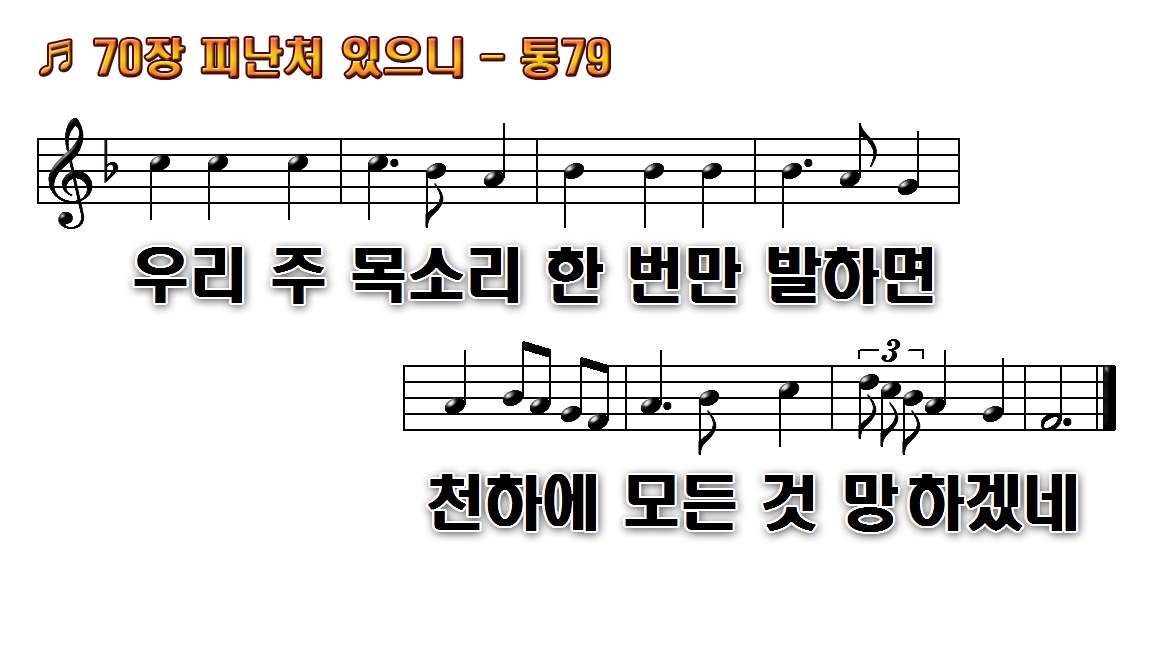 70장 피난처 있으니 - 통79
우리 주 목소리 한 번만 발하면
3
천하에 모든 것 망하겠네